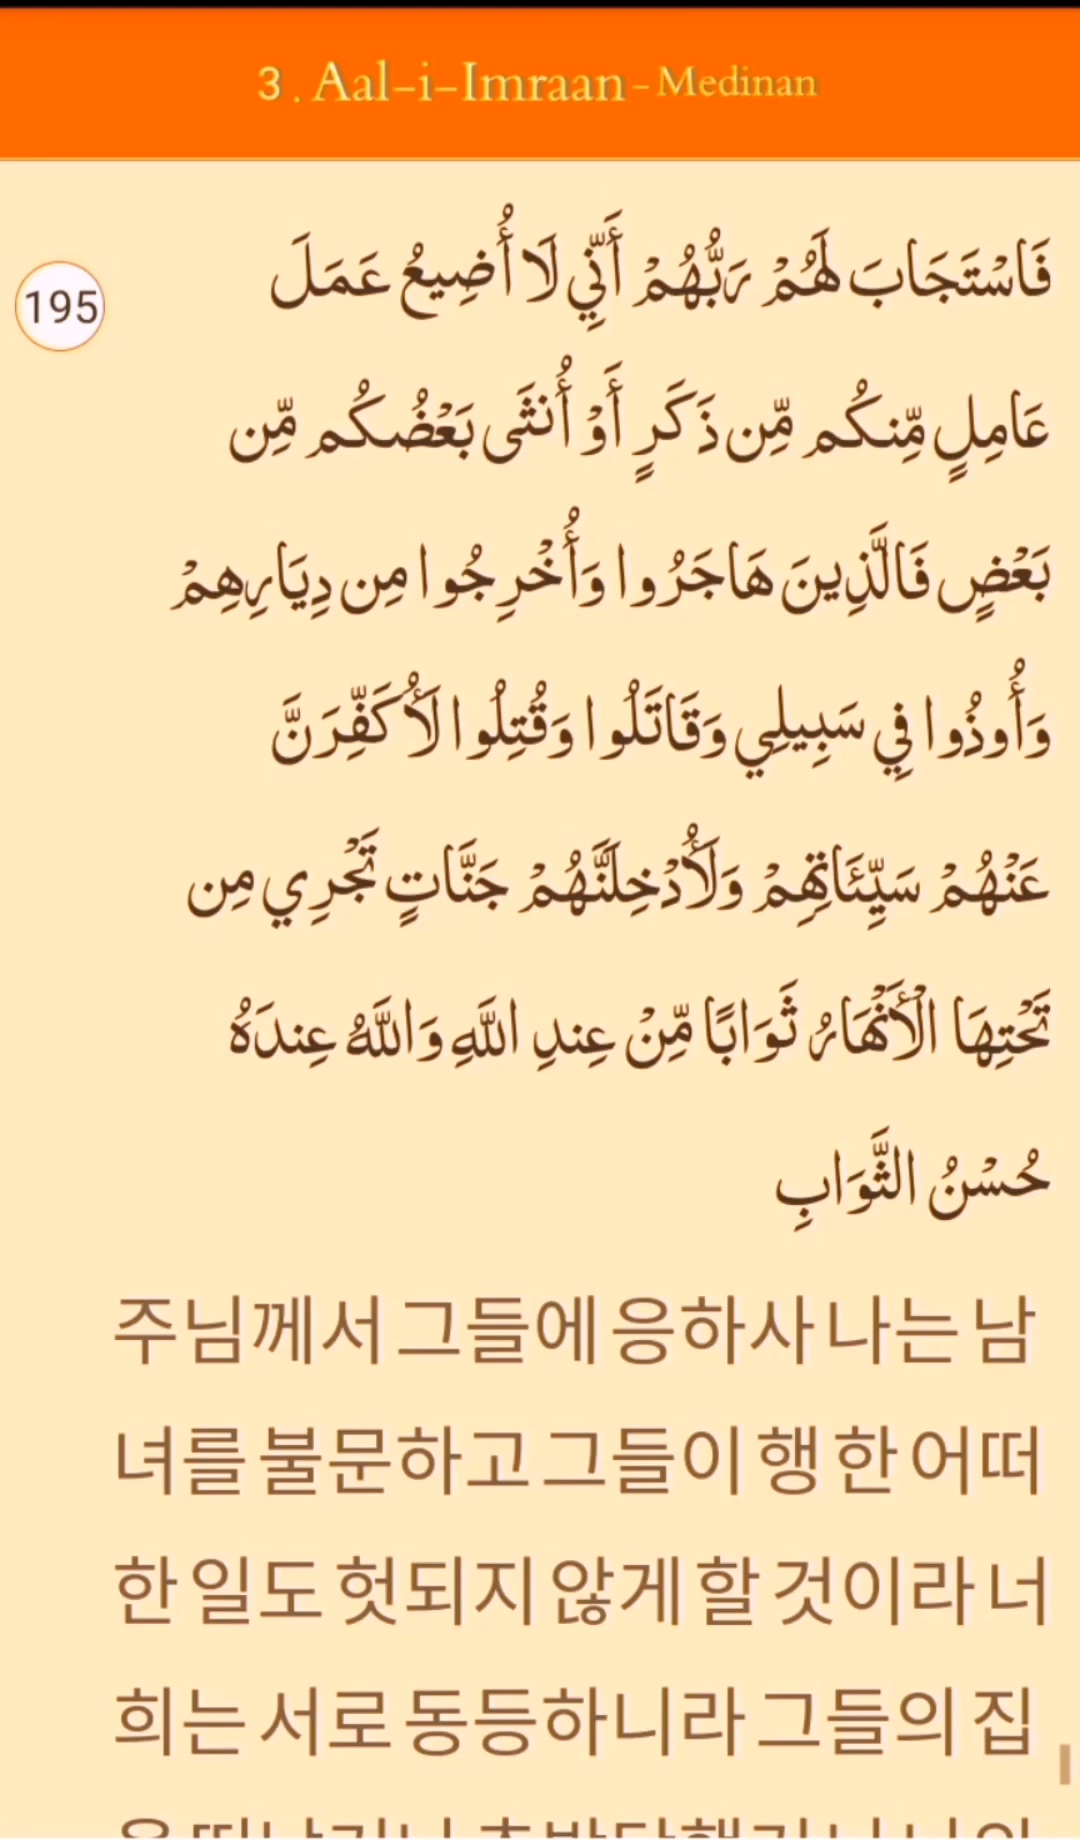 3 . Aal-i-Imraan - Medinan
195
فَاسْتَجَابَ لَهُمْ رَبُّهُمْ أَنِّي لَا أُضِيعُ عَمَلَ
عَامِلٍ مِّنكُم مِّن ذَكَرٍ أَوْ أُنثَى بَعْضُكُم مِّن
بَعْضٍ فَالَّذِينَ هَاجَرُوا وَأُخْرِجُوا مِن دِيَارِهِمْ
وَأُوذُوا فِي سَبِيلِي وَقَاتَلُوا وَقُتِلُوا لَأُكَفِّرَنَّ
عَنْهُمْ سَيِّئَاتِهِمْ وَلَأُدْخِلَنَّهُمْ جَنَّاتٍ تَجْرِي مِن
تَحْتِهَا الْأَنْهَارُ ثَوَابًا مِّنْ عِندِ اللَّهِ وَاللَّهُ عِندَهُ
حُسْنُ الثَّوَابِ
주님께서 그들에 응하사 나는 남
녀를 불문하고 그들이 행한 어떠
한 일도 헛되지 않게 할 것이라 너
희는 서로 동등하니라 그들의 집